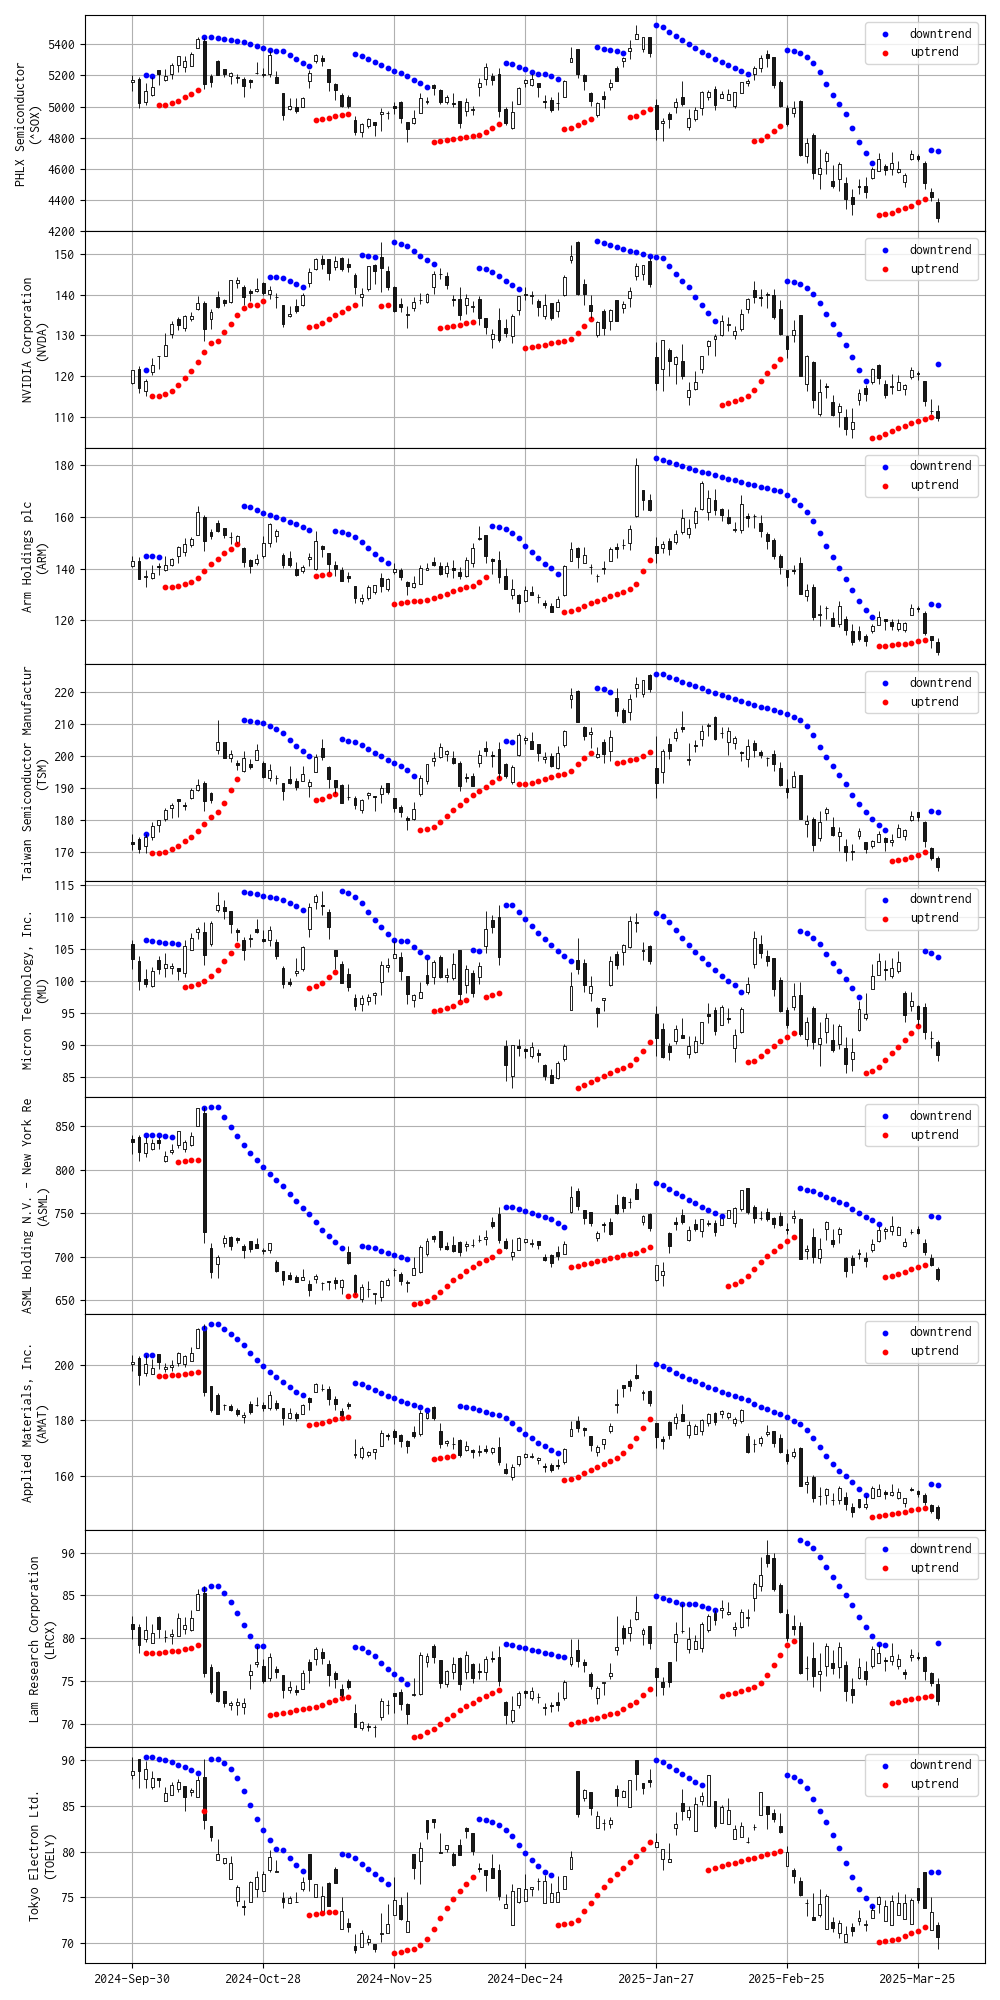 PHLX Semiconductor
(^SOX)
5400
5200
5000
4800
4600
4400
4200
downtrend
uptrend
NVIDIA Corporation
(NVDA)
150
140
130
120
110
downtrend
uptrend
Arm Holdings plc
(ARM)
180
160
140
120
downtrend
uptrend
Taiwan Semiconductor Manufactur
(TSM)
220
210
200
190
180
170
downtrend
uptrend
Micron Technology, Inc.
(MU)
115
110
105
100
95
90
85
downtrend
uptrend
ASML Holding N.V. - New York Re
(ASML)
850
800
750
700
650
downtrend
uptrend
Applied Materials, Inc.
(AMAT)
200
180
160
downtrend
uptrend
Lam Research Corporation
(LRCX)
90
85
80
75
70
downtrend
uptrend
Tokyo Electron Ltd.
(TOELY)
90
85
80
75
70
downtrend
uptrend
2024-Sep-30
2024-Oct-28
2024-Nov-25
2024-Dec-24
2025-Jan-27
2025-Feb-25
2025-Mar-25